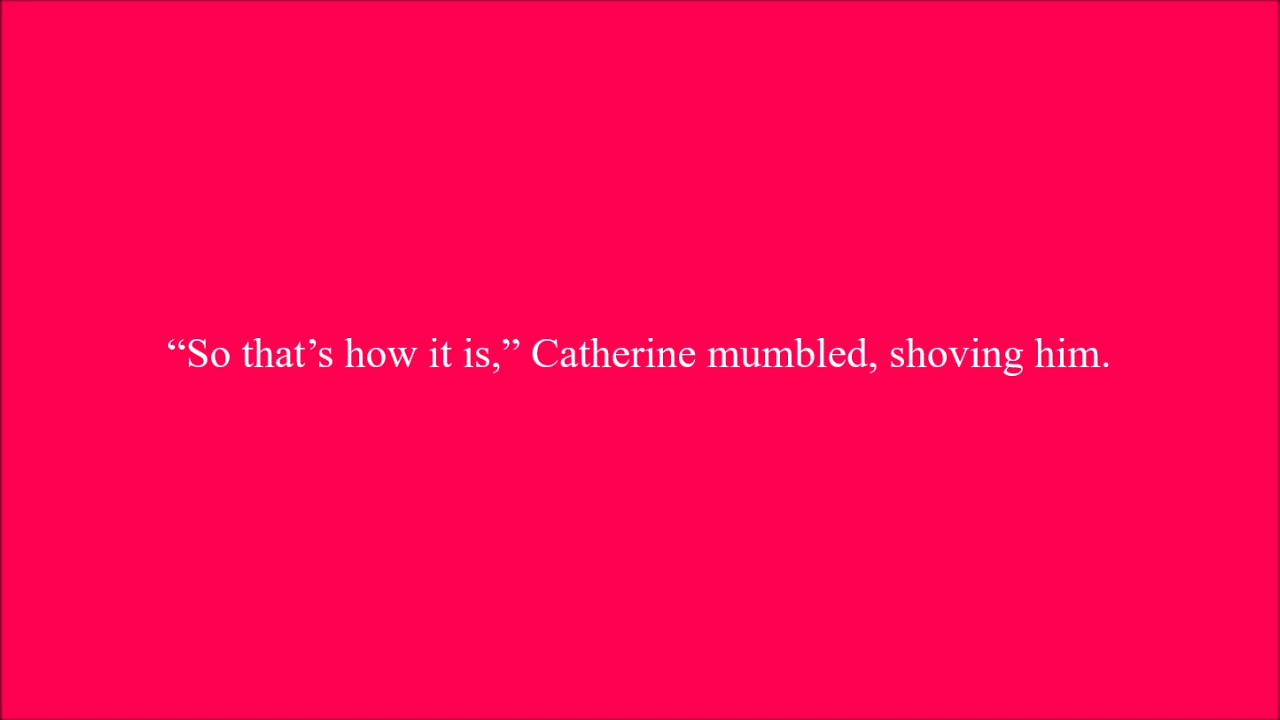 “So that’s how it is,” Catherine mumbled, shoving him.